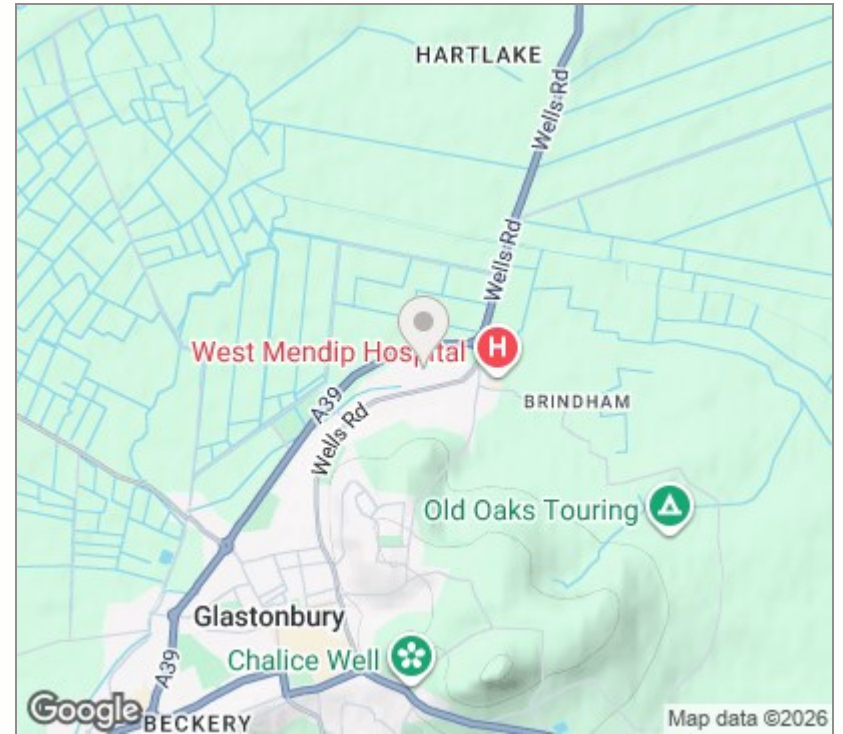 HARTLAKE
Wells Rd
Wells Rd
West Mendip Hospital
H
A39
Wells Rd
BRINDHAM
Old Oaks Touring
Glastonbury
Chalice Well
A39
BECKERY
Google
Map data ©2026